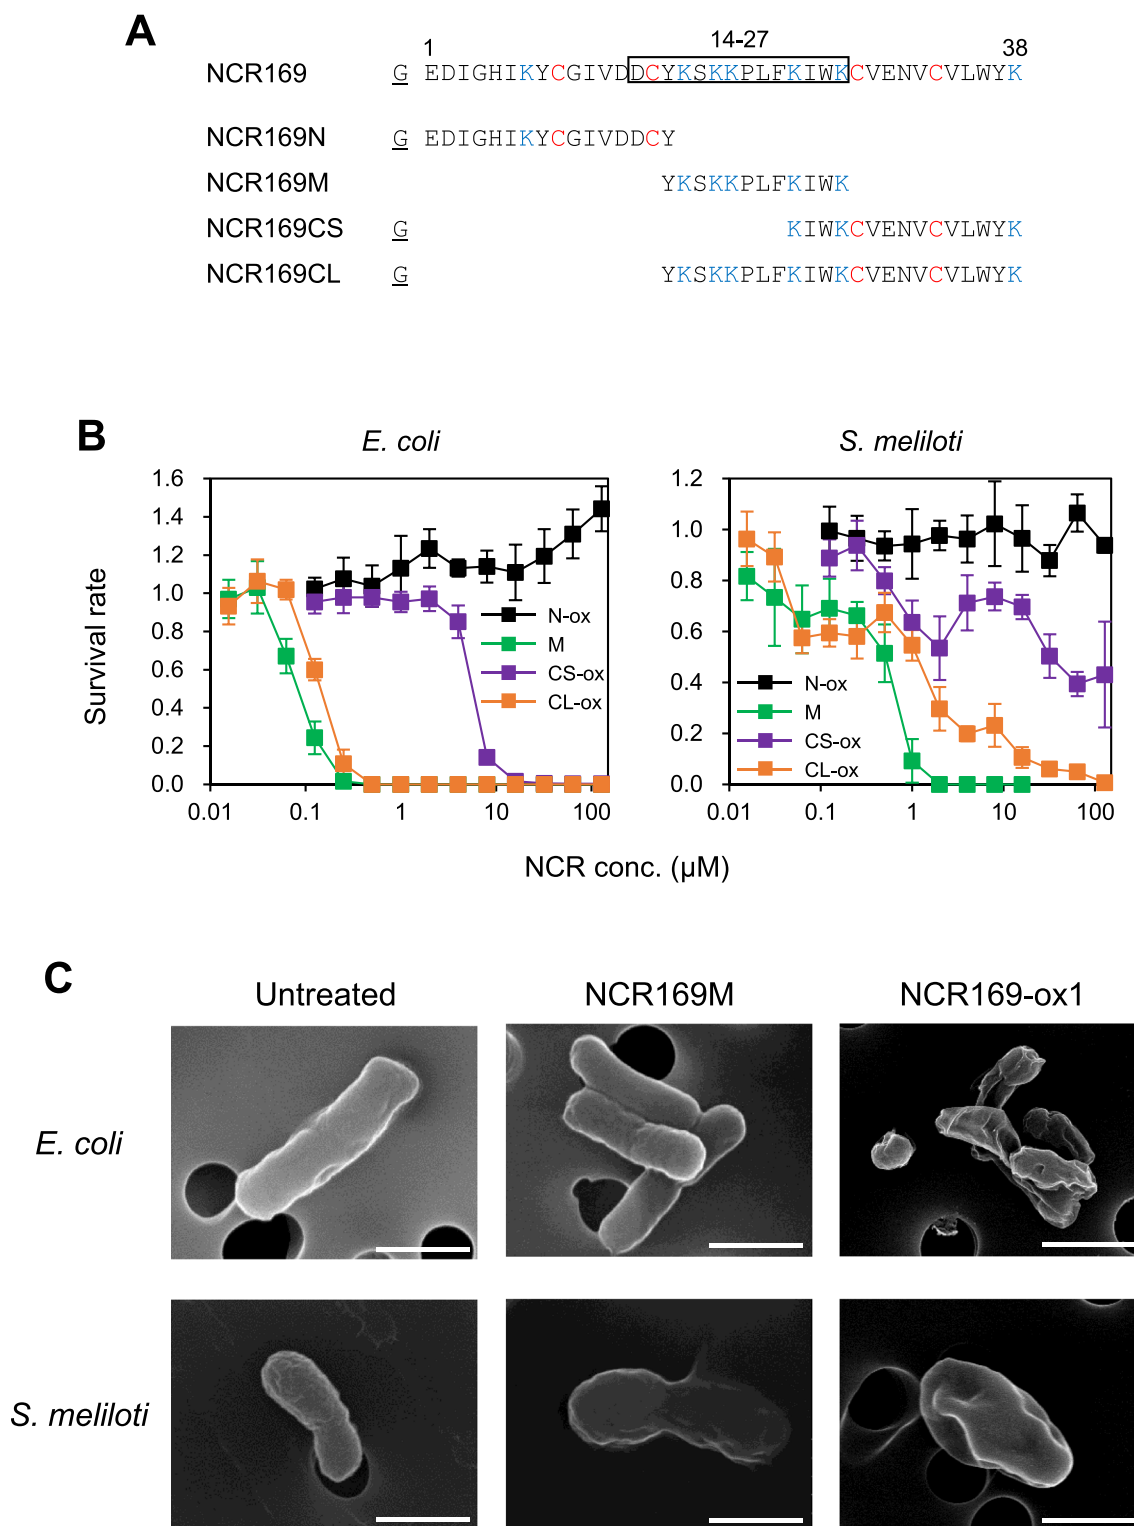 A
1 14-27 38
NCR169 G EDIGHIKYCGIVDDCYKSKKPLFKIWKCVENVCVLWYK
NCR169N G EDIGHIKYCGIVDDCY
NCR169M YKSKKPLFKIWK
NCR169CS G KIWKCVENVCVLWYK
NCR169CL G YKSKKPLFKIWKCVENVCVLWYK
B
E. coli
Survival rate
1.6
1.4
1.2
1.0
0.8
0.6
0.4
0.2
0.0
0.01 0.1 1 10 100
N-ox
M
CS-ox
CL-ox
S. meliloti
1.2
1.0
0.8
0.6
0.4
0.2
0.0
0.01 0.1 1 10 100
N-ox
M
CS-ox
CL-ox
NCR conc. (µM)
C
Untreated NCR169M NCR169-ox1
E. coli
S. meliloti